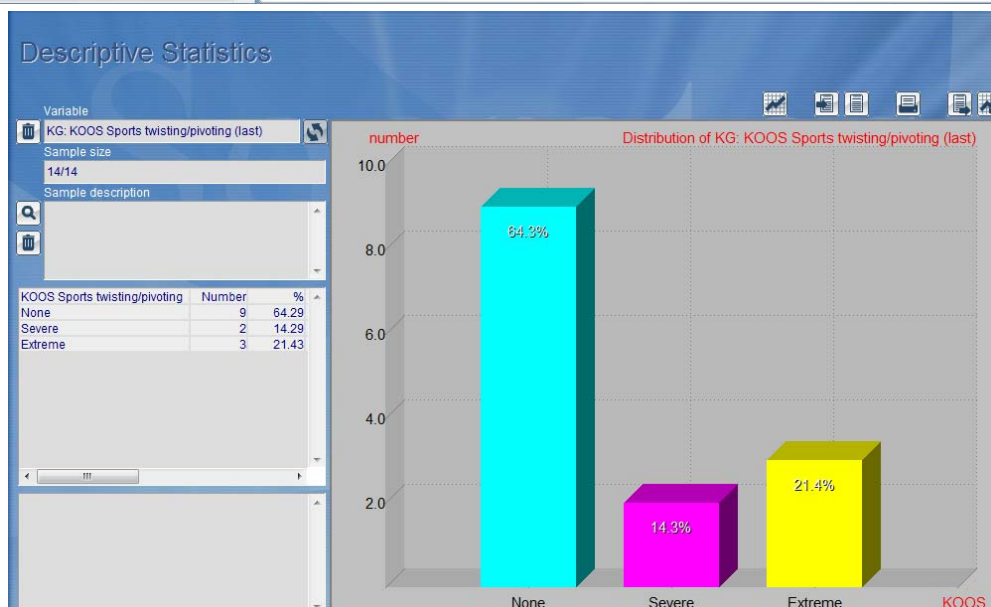 Descriptive Statistics
Variable
KG: KOOS Sports twisting/pivoting (last)
Sample size
14/14
Sample description
KOOS Sports twisting/pivoting Number %
None 9 64.29
Severe 2 14.29
Extreme 3 21.43
number
Distribution of KG: KOOS Sports twisting/pivoting (last)
10.0
8.0
6.0
4.0
2.0
64.3%
14.3%
21.4%
None Severe Extreme KOOS